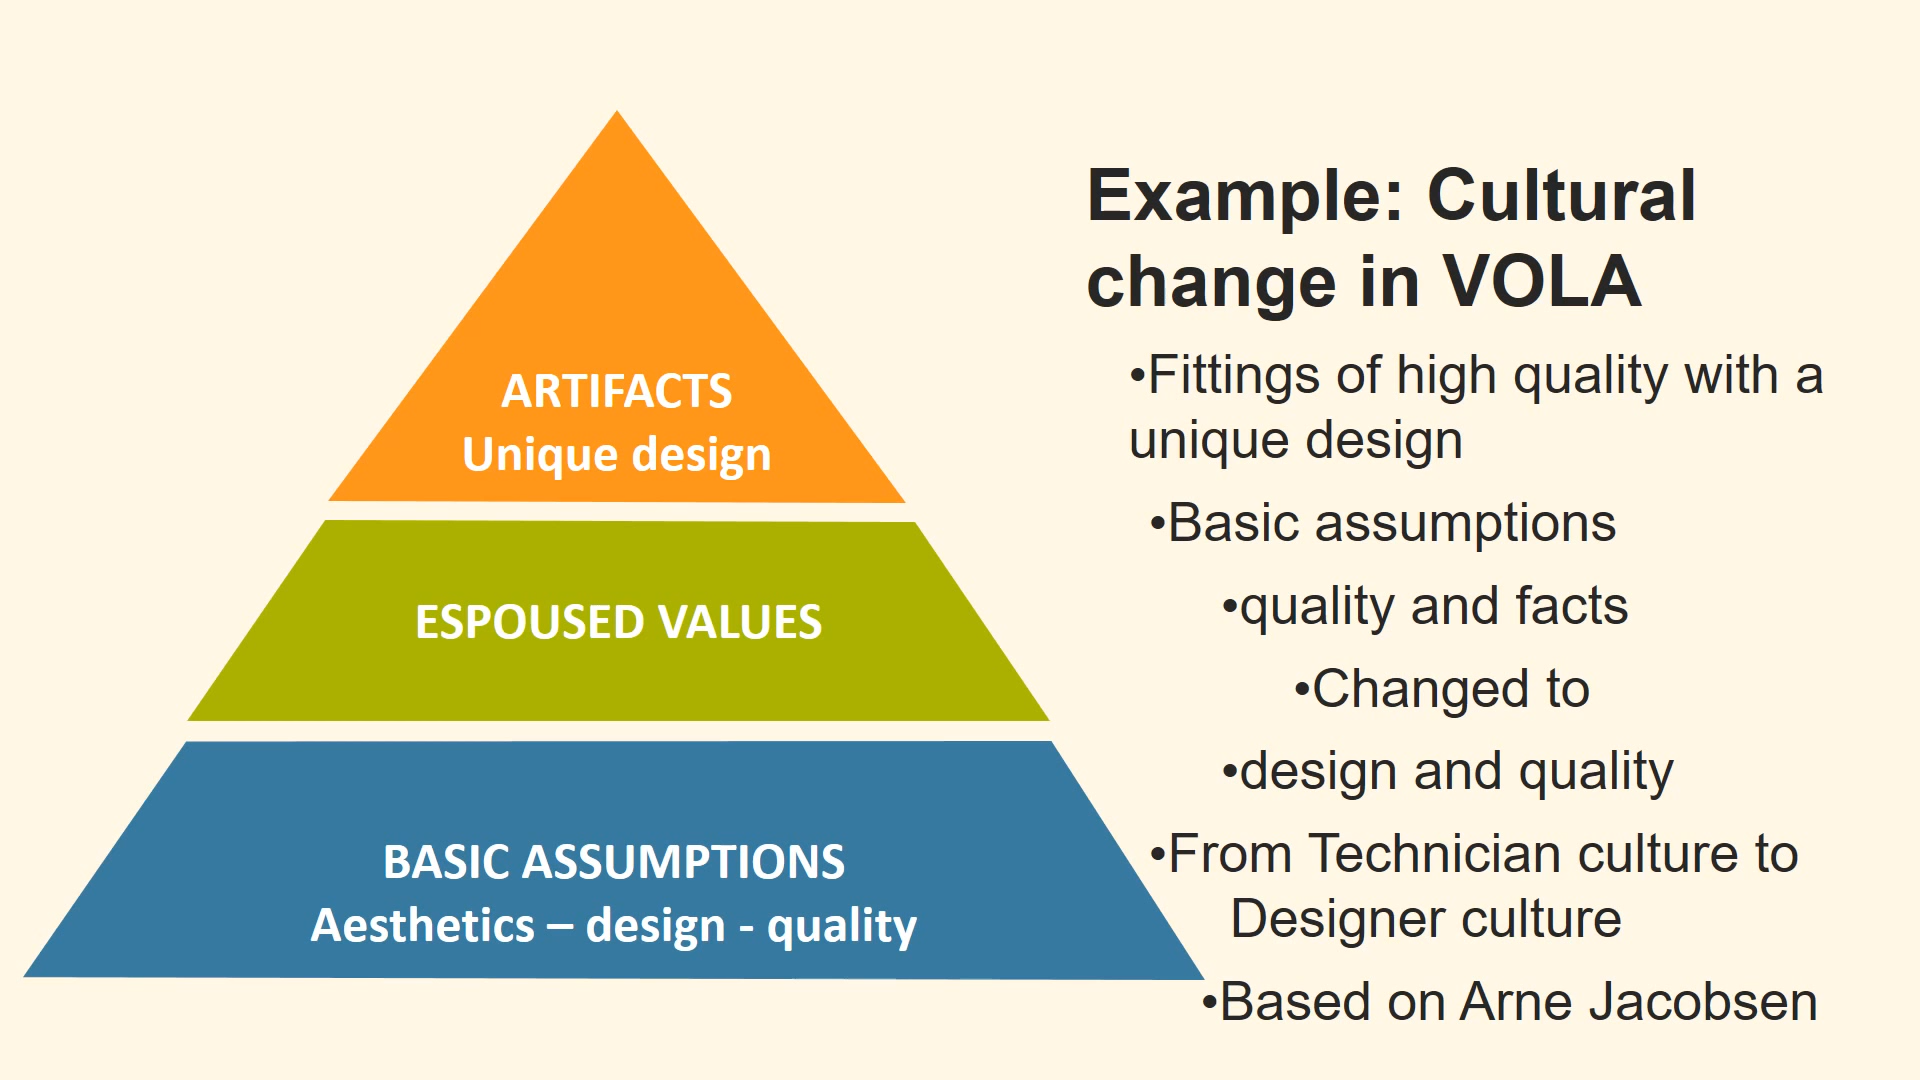 ARTIFACTS
Unique design
ESPOUSED VALUES
BASIC ASSUMPTIONS
Aesthetics – design - quality
Example: Cultural
change in VOLA
•Fittings of high quality with a
unique design
•Basic assumptions
•quality and facts
•Changed to
•design and quality
•From Technician culture to
Designer culture
•Based on Arne Jacobsen